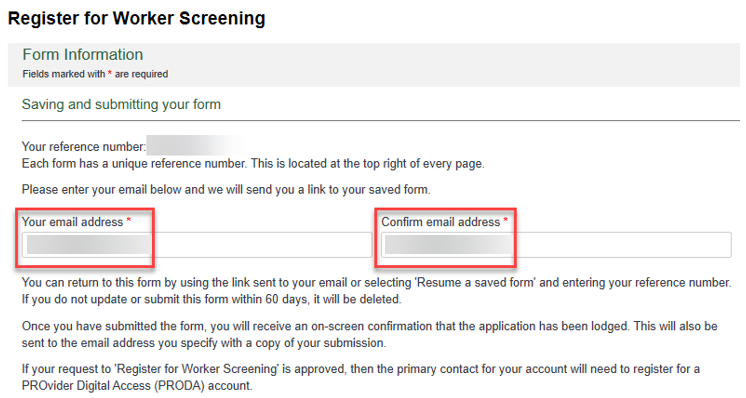 Register for Worker Screening
Form Information
Fields marked with * are required
Saving and submitting your form
Your reference number:
Each form has a unique reference number. This is located at the top right of every page.
Please enter your email below and we will send you a link to your saved form.
Your email address *
Confirm email address *
You can return to this form by using the link sent to your email or selecting 'Resume a saved form' and entering your reference number.
If you do not update or submit this form within 60 days, it will be deleted.
Once you have submitted the form, you will receive an on-screen confirmation that the application has been lodged. This will also be
sent to the email address you specify with a copy of your submission.
If your request to 'Register for Worker Screening' is approved, then the primary contact for your account will need to register for a
PROvider Digital Access (PRODA) account.